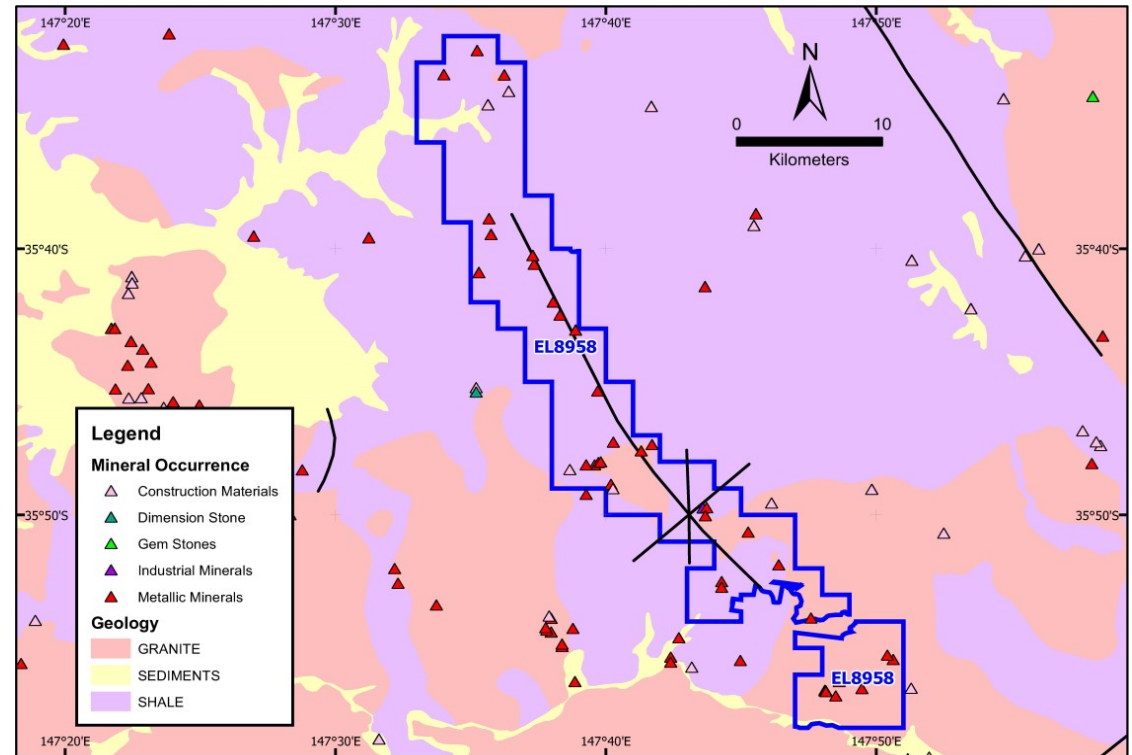 147°20'E 147°30'E 147°40'E 147°50'E
N
0 10
Kilometers
35°40'S 35°40'S
EL8958
Legend
Mineral Occurrence
Construction Materials
Dimension Stone
Gem Stones
Industrial Minerals
Metallic Minerals
Geology
GRANITE
SEDIMENTS
SHALE
35°50'S 35°50'S
EL8958
147°20'E 147°30'E 147°40'E 147°50'E